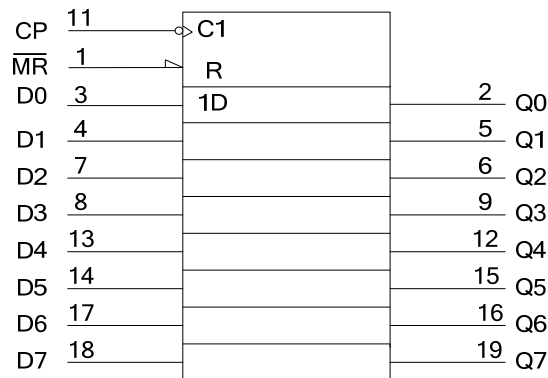 CP 11 C1
M̅R̅ 1 R
D0 3 1D 2 Q0
D1 4 5 Q1
D2 7 6 Q2
D3 8 9 Q3
D4 13 12 Q4
D5 14 15 Q5
D6 17 16 Q6
D7 18 19 Q7